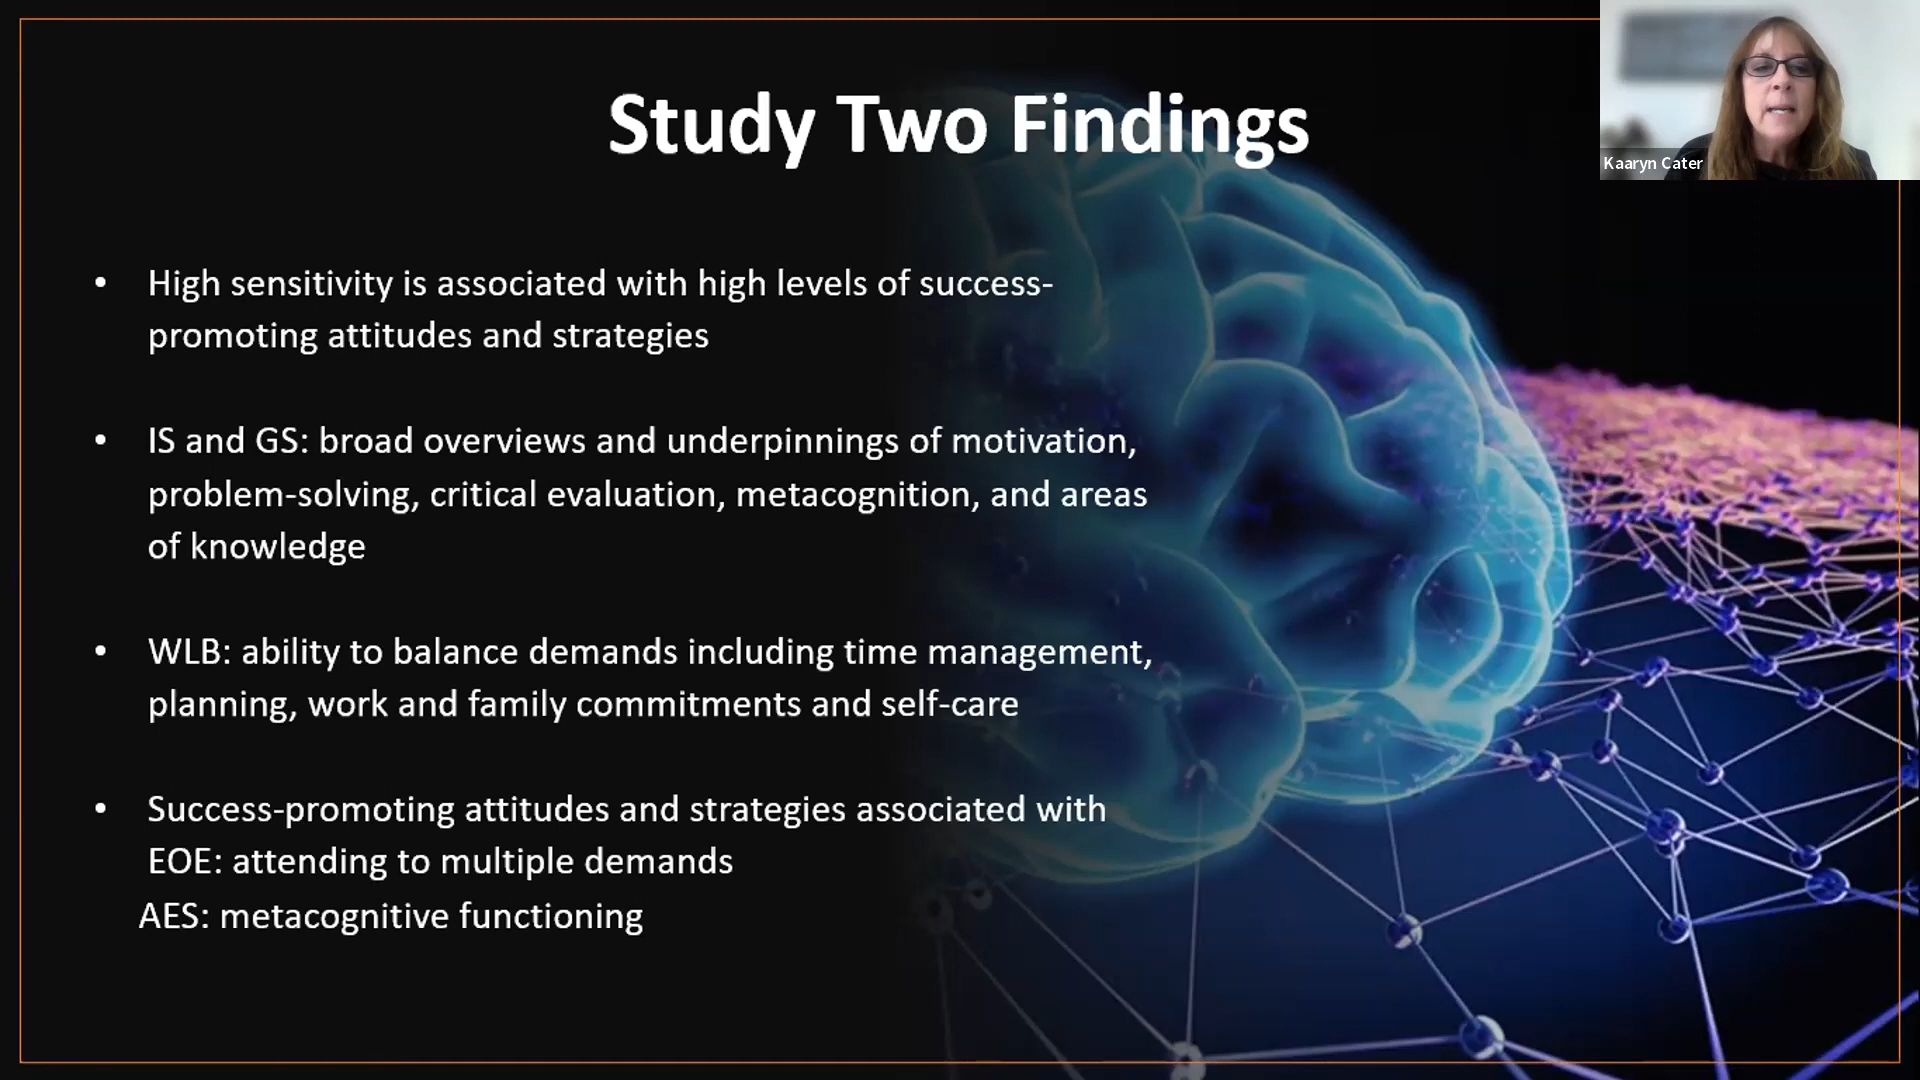 Study Two Findings
Kaaryn Cater
• High sensitivity is associated with high levels of success-
promoting attitudes and strategies
• IS and GS: broad overviews and underpinnings of motivation,
problem-solving, critical evaluation, metacognition, and areas
of knowledge
• WLB: ability to balance demands including time management,
planning, work and family commitments and self-care
• Success-promoting attitudes and strategies associated with
EOE: attending to multiple demands
AES: metacognitive functioning